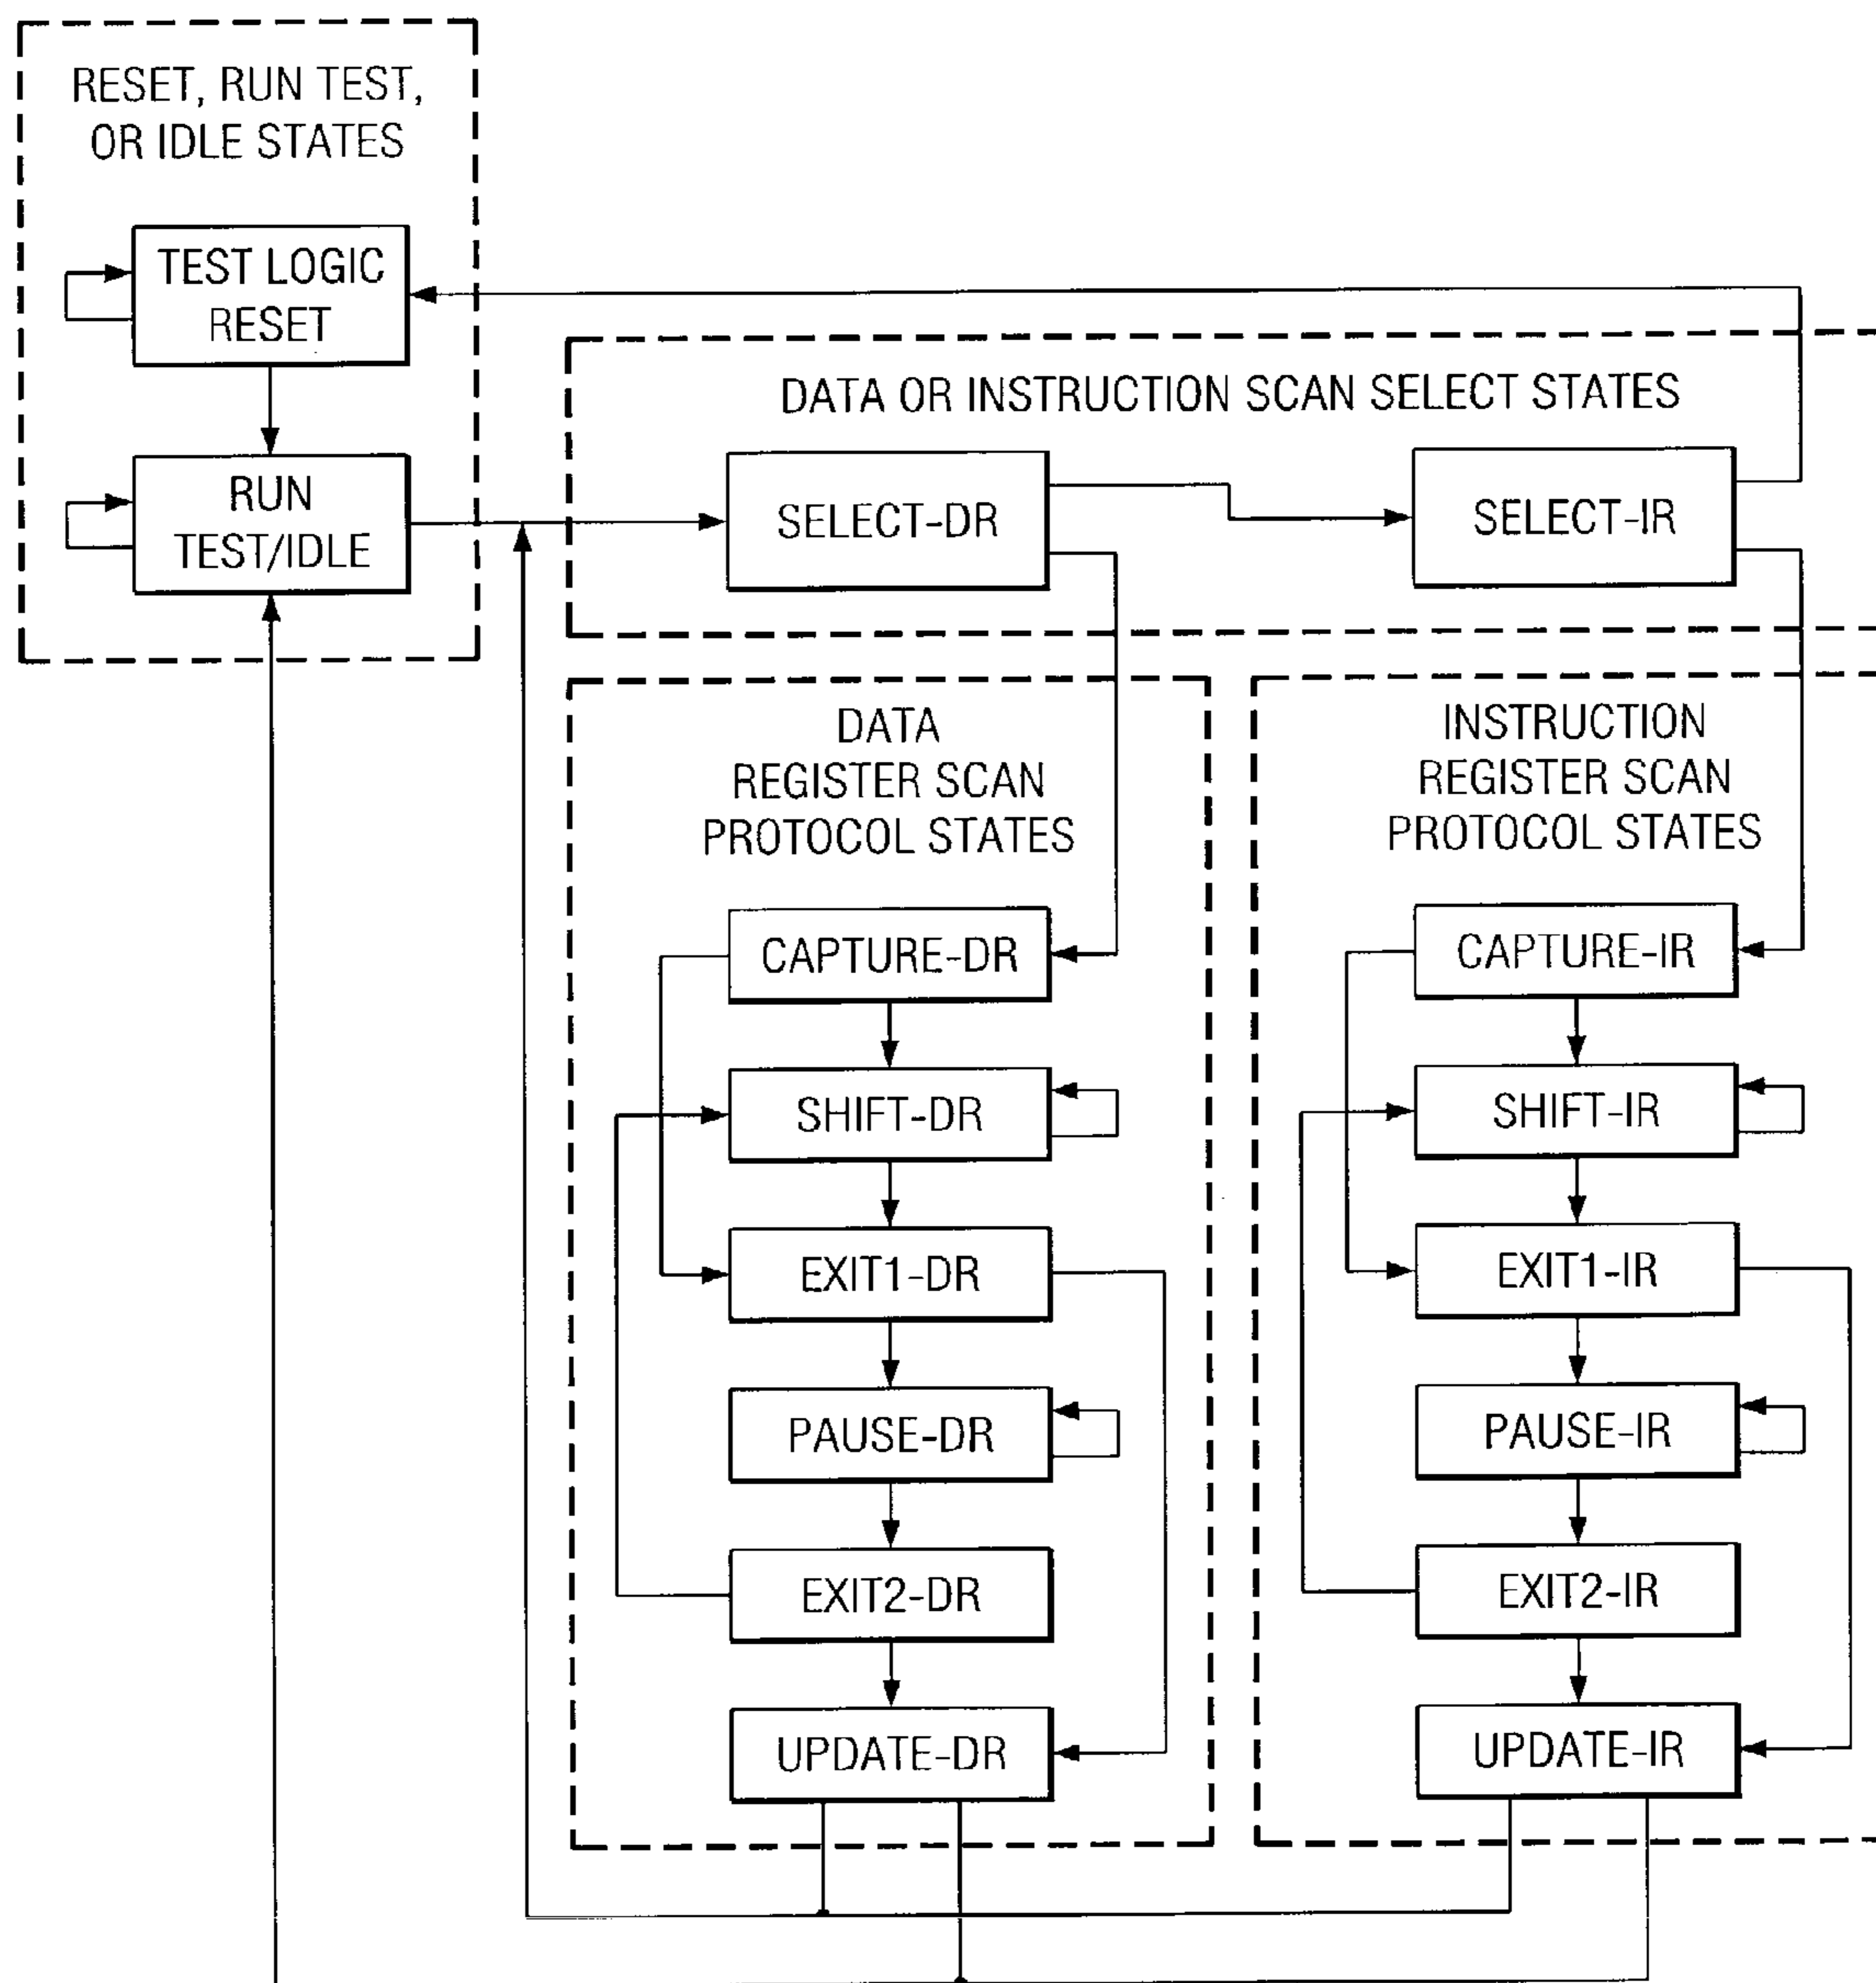 RESET, RUN TEST,
OR IDLE STATES
TEST LOGIC
RESET
RUN
TEST/IDLE
DATA OR INSTRUCTION SCAN SELECT STATES
SELECT-DR
SELECT-IR
DATA
REGISTER SCAN
PROTOCOL STATES
CAPTURE-DR
SHIFT-DR
EXIT1-DR
PAUSE-DR
EXIT2-DR
UPDATE-DR
INSTRUCTION
REGISTER SCAN
PROTOCOL STATES
CAPTURE-IR
SHIFT-IR
EXIT1-IR
PAUSE-IR
EXIT2-IR
UPDATE-IR